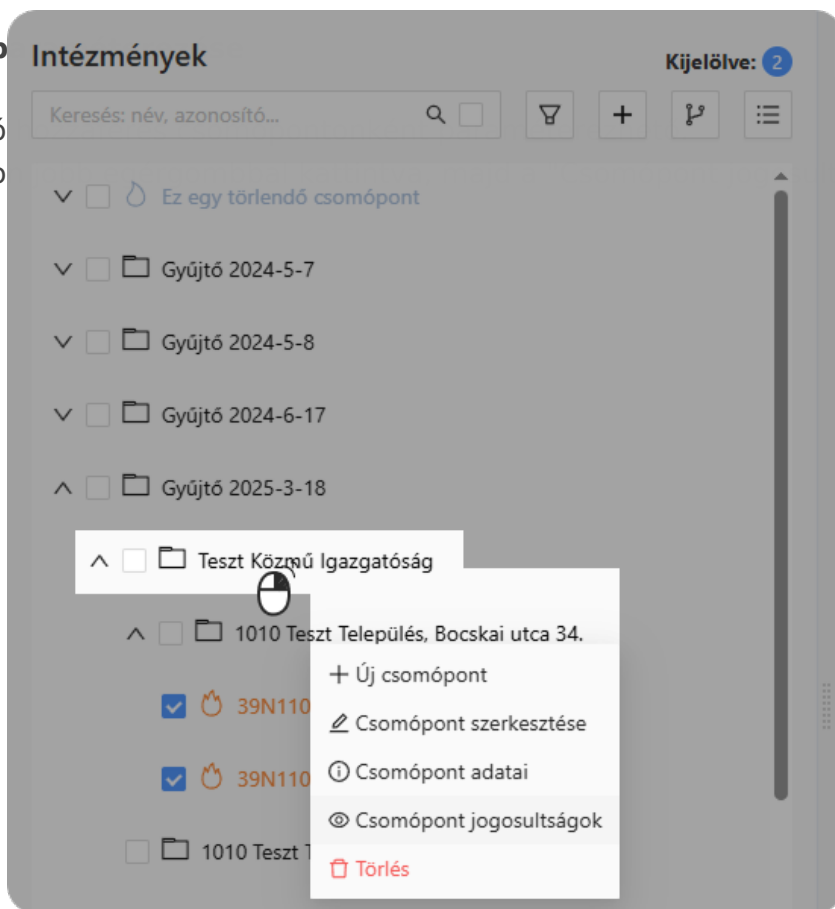 Intézmények
Kijelölve: 2
Keresés: név, azonosító...
Ez egy törlendő csomópont
Gyűjtő 2024-5-7
Gyűjtő 2024-5-8
Gyűjtő 2024-6-17
Gyűjtő 2025-3-18
Teszt Közmű Igazgatóság
1010 Teszt Település, Bocskai utca 34.
Új csomópont
39N110
Csomópont szerkesztése
39N110
Csomópont adatai
Csomópont jogosultságok
1010 Teszt
Törlés